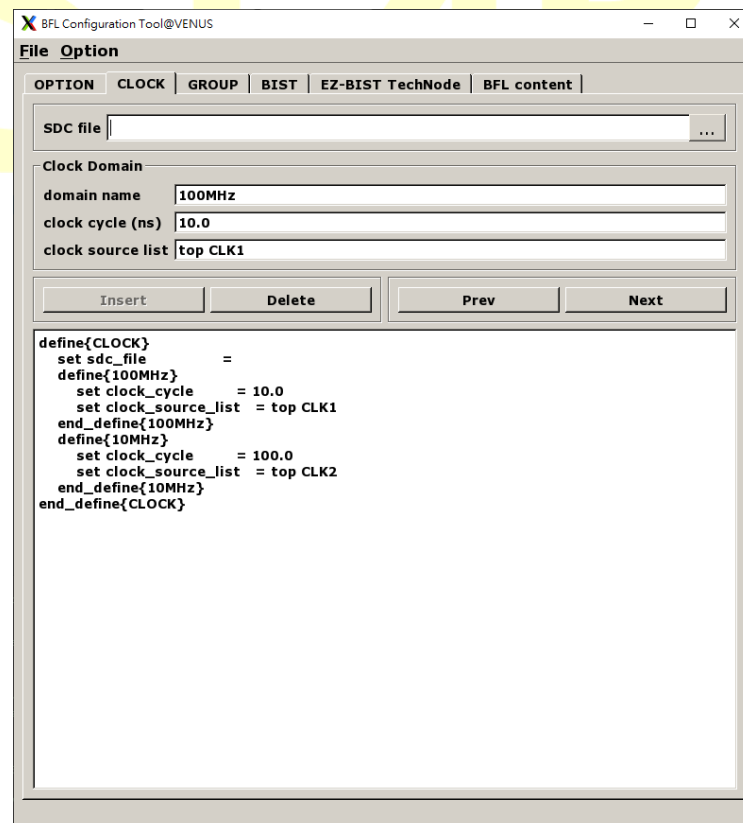 BFL Configuration Tool@VENUS
File Option
OPTION CLOCK GROUP BIST EZ-BIST TechNode BFL content
SDC file ...
Clock Domain
domain name 100MHz
clock cycle (ns) 10.0
clock source list top CLK1
Insert Delete Prev Next
define{CLOCK}
set sdc_file =
define{100MHz}
set clock_cycle = 10.0
set clock_source_list = top CLK1
end_define{100MHz}
define{10MHz}
set clock_cycle = 100.0
set clock_source_list = top CLK2
end_define{10MHz}
end_define{CLOCK}